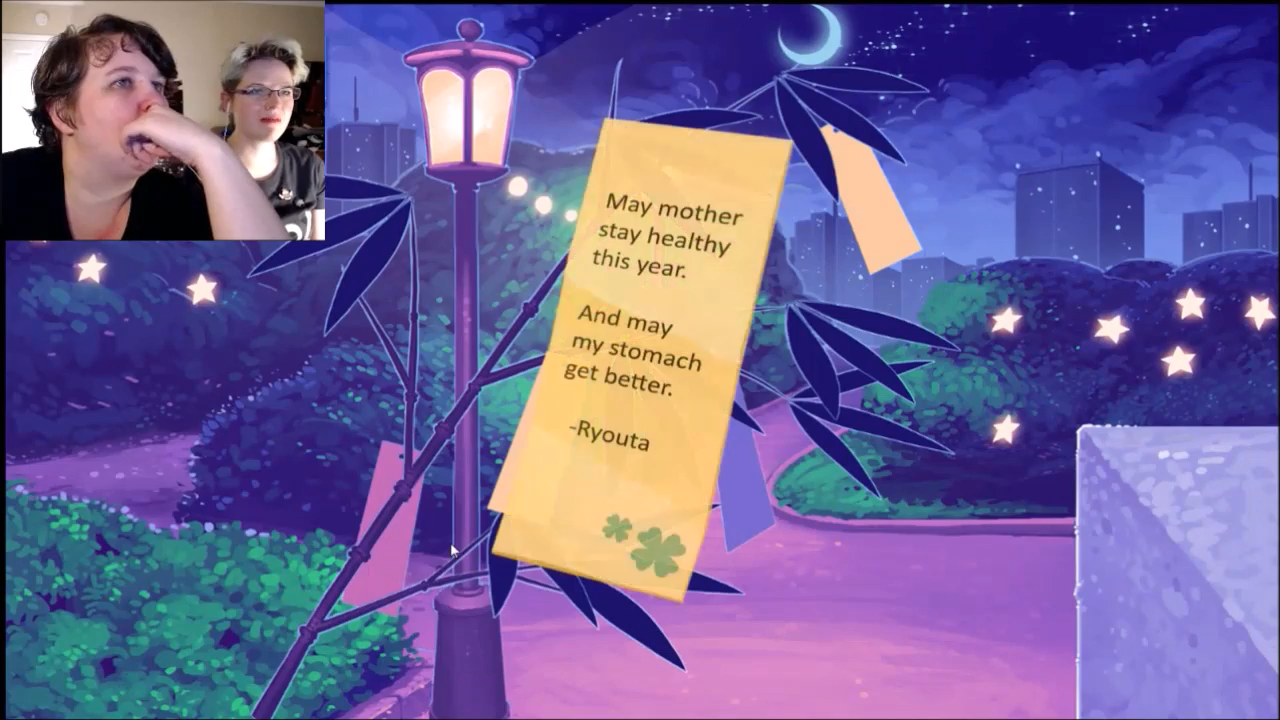 May mother
stay healthy
this year.
And may
my stomach
get better.
-Ryouta